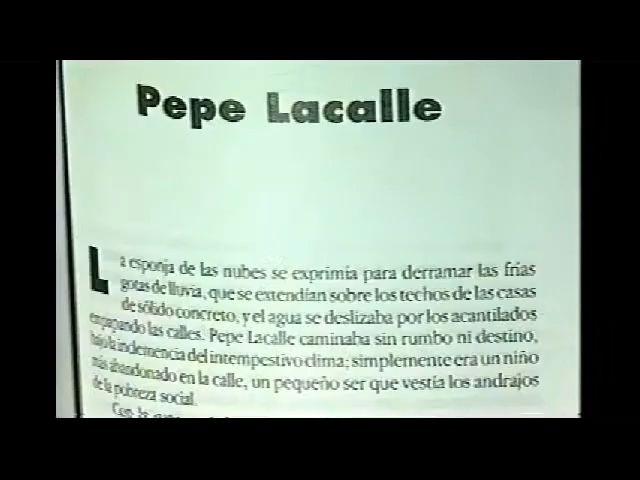 Pepe Lacalle
La esponja de las nubes se exprimía para derramar las frías
gotas de lluvia, que se extendían sobre los techos de las casas
de sólido concreto, y el agua se deslizaba por los acantilados
empapando las calles. Pepe Lacalle caminaba sin rumbo ni destino,
bajo la inclemencia del intempestivo clima; simplemente era un niño
más abandonado en la calle, un pequeño ser que vestía los andrajos
de la pobreza social.
Con la